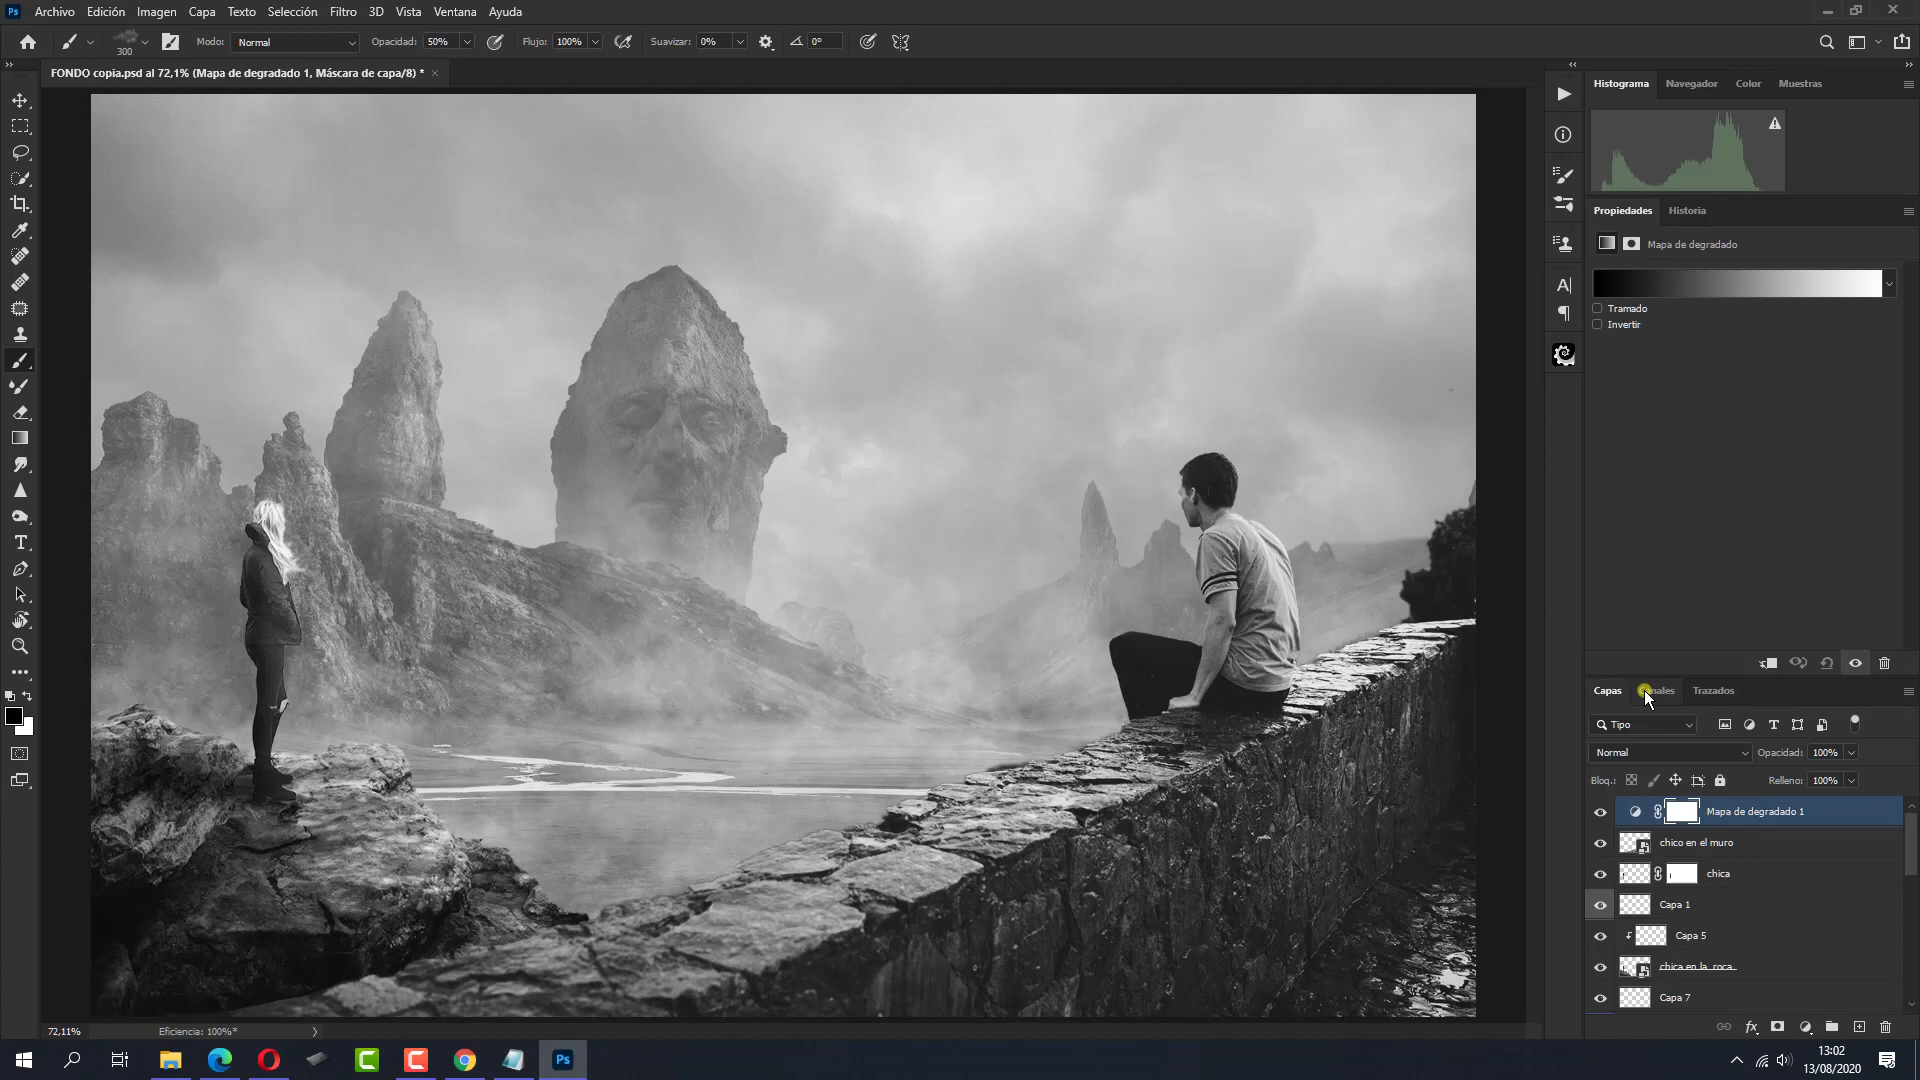 Ps Archivo Edición Imagen Capa Texto Selección Filtro 3D Vista Ventana Ayuda
300 Modo: Normal Opacidad: 50% Flujo: 100% Suavizar: 0% 0°
FONDO copia.psd al 72,1% (Mapa de degradado 1, Máscara de capa/8) * ×
Histograma Navegador Color Muestras
Propiedades Historia
Mapa de degradado
Tramado
Invertir
Capas Trazados
Tipo
Normal Opacidad: 100%
Bloq.: Relleno: 100%
Mapa de degradado 1
chico en el muro
chica
Capa 1
Capa 5
chica en la roca
Capa 7
72,11% Eficiencia: 100%*
Ps
13:02
13/08/2020